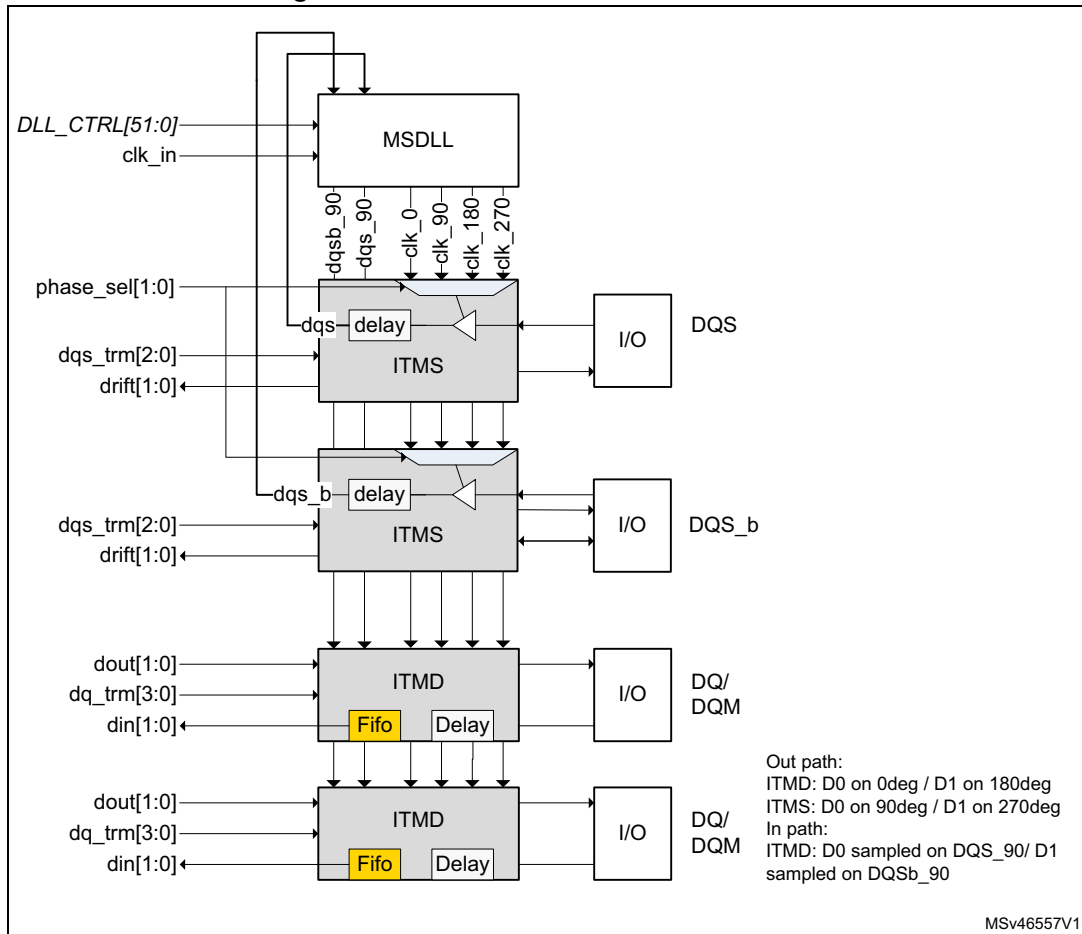 DLL_CTRL[51:0]
clk_in
MSDLL
dqsb_90
dqs_90
clk_0
clk_90
clk_180
clk_270
phase_sel[1:0]
dqs
delay
I/O
DQS
dqs_trm[2:0]
ITMS
drift[1:0]
dqs_b
delay
I/O
DQS_b
dqs_trm[2:0]
ITMS
drift[1:0]
dout[1:0]
ITMD
dq_trm[3:0]
I/O
DQ/
DQM
din[1:0]
Fifo
Delay
dout[1:0]
ITMD
dq_trm[3:0]
I/O
DQ/
DQM
din[1:0]
Fifo
Delay
Out path:
ITMD: D0 on 0deg / D1 on 180deg
ITMS: D0 on 90deg / D1 on 270deg
In path:
ITMD: D0 sampled on DQS_90/ D1
sampled on DQSb_90
MSv46557V1